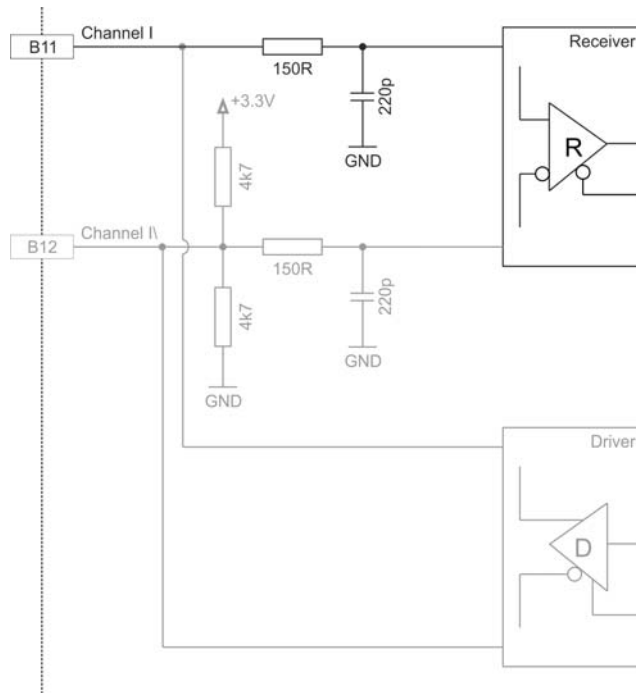 B11
Channel I
150R
220p
GND
Receiver
R
+3.3V
4k7
B12
Channel I\
150R
220p
GND
4k7
GND
Driver
D